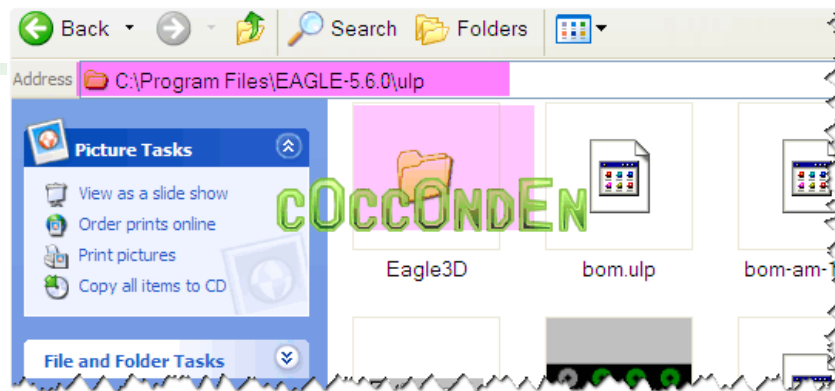 Back Search Folders
Address C:\Program Files\EAGLE-5.6.0\ulp
Picture Tasks
View as a slide show
Order prints online
Print pictures
Copy all items to CD
File and Folder Tasks
cOccOndEn
Eagle3D bom.ulp bom-am-